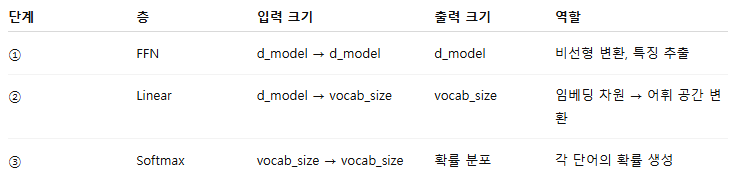 단계 층 입력 크기 출력 크기 역할
① FFN d_model → d_model d_model 비선형 변환, 특징 추출
② Linear d_model → vocab_size vocab_size 임베딩 차원 → 어휘 공간 변
환
③ Softmax vocab_size → vocab_size 확률 분포 각 단어의 확률 생성